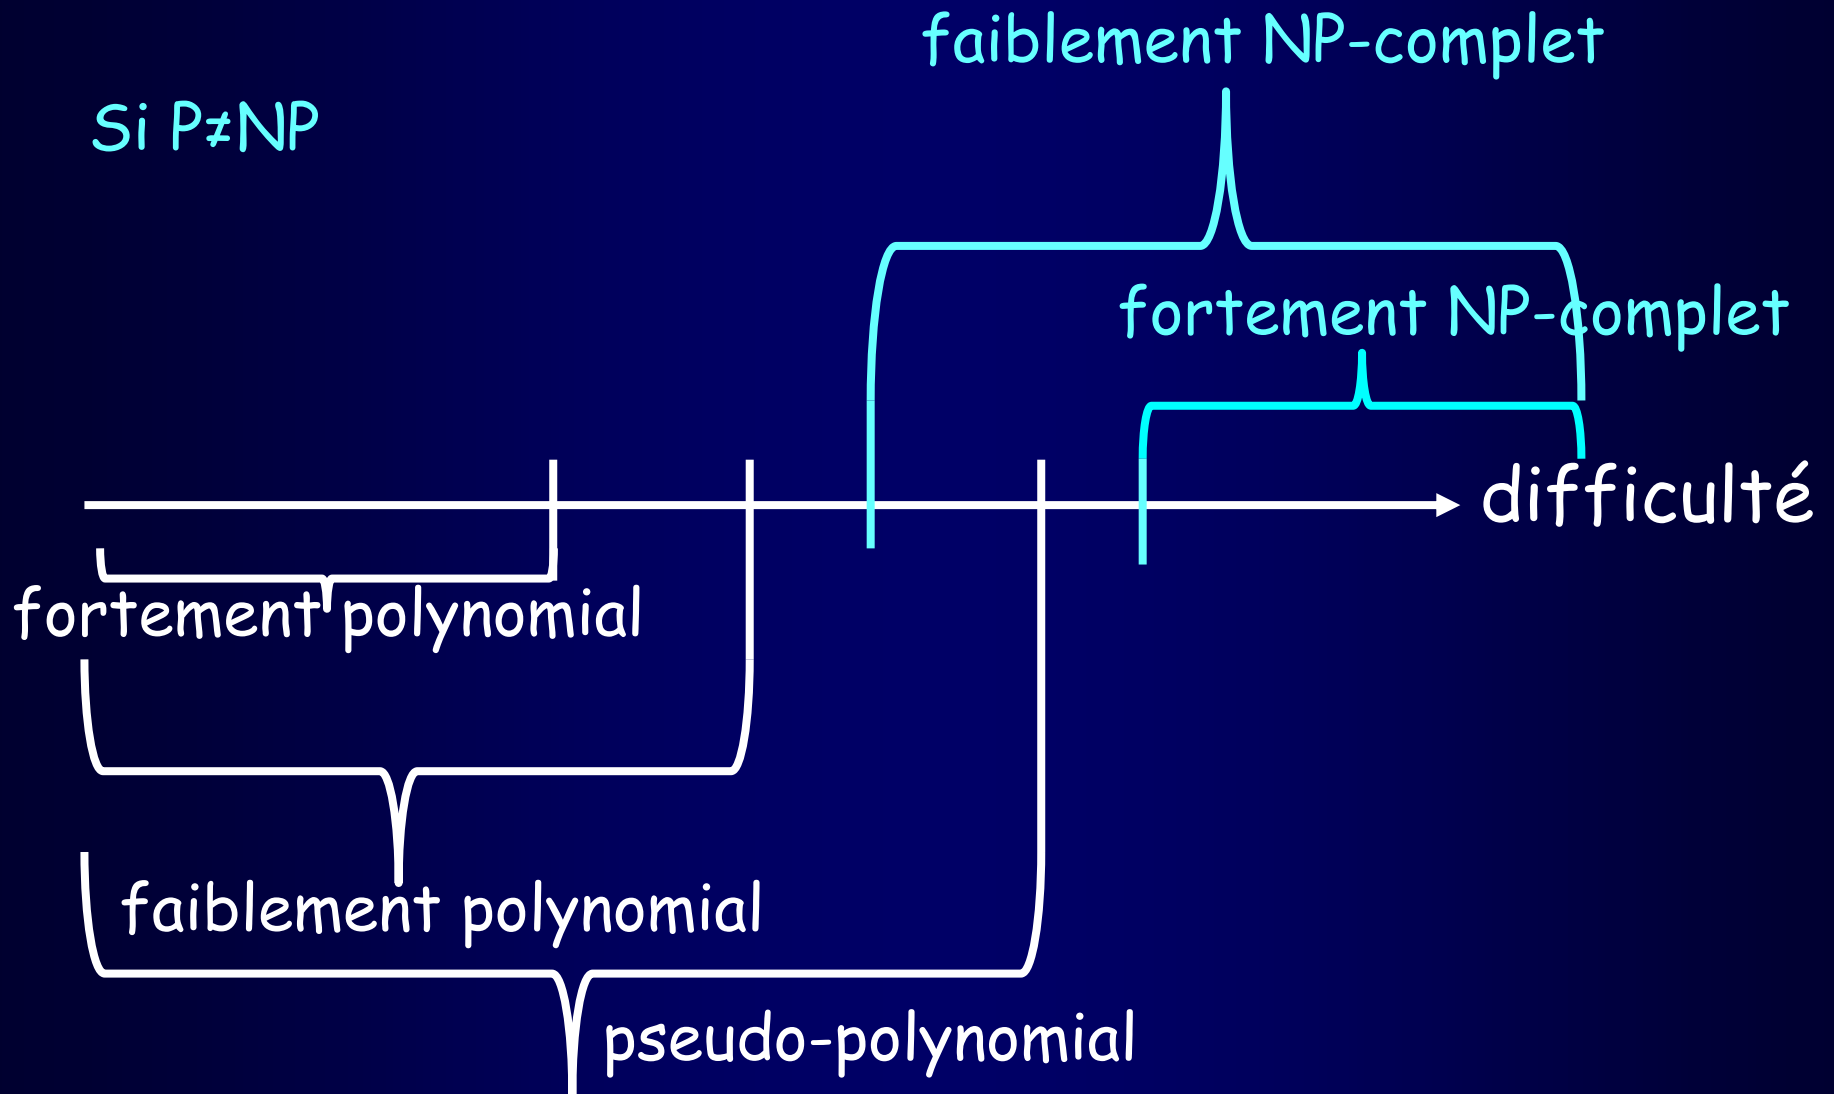 faiblement NP-complet
Si P≠NP
fortement NP-complet
difficulté
fortement polynomial
faiblement polynomial
pseudo-polynomial